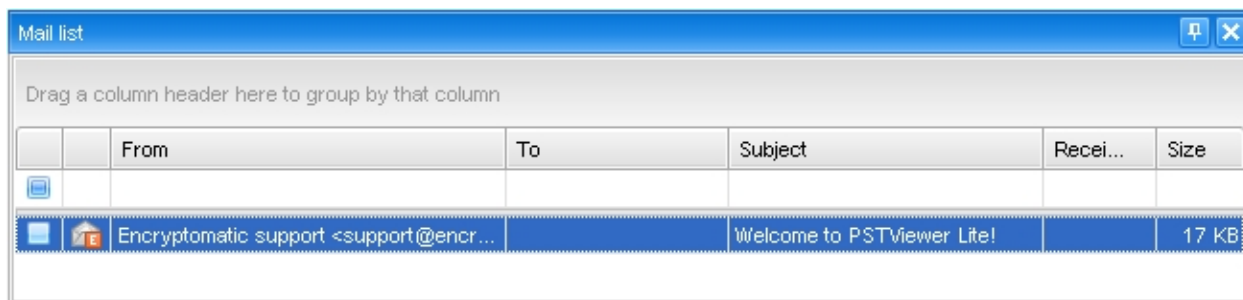 Mail list
Drag a column header here to group by that column
From To Subject Recei... Size
Encryptomatic support <support@encr... Welcome to PSTViewer Lite! 17 KB